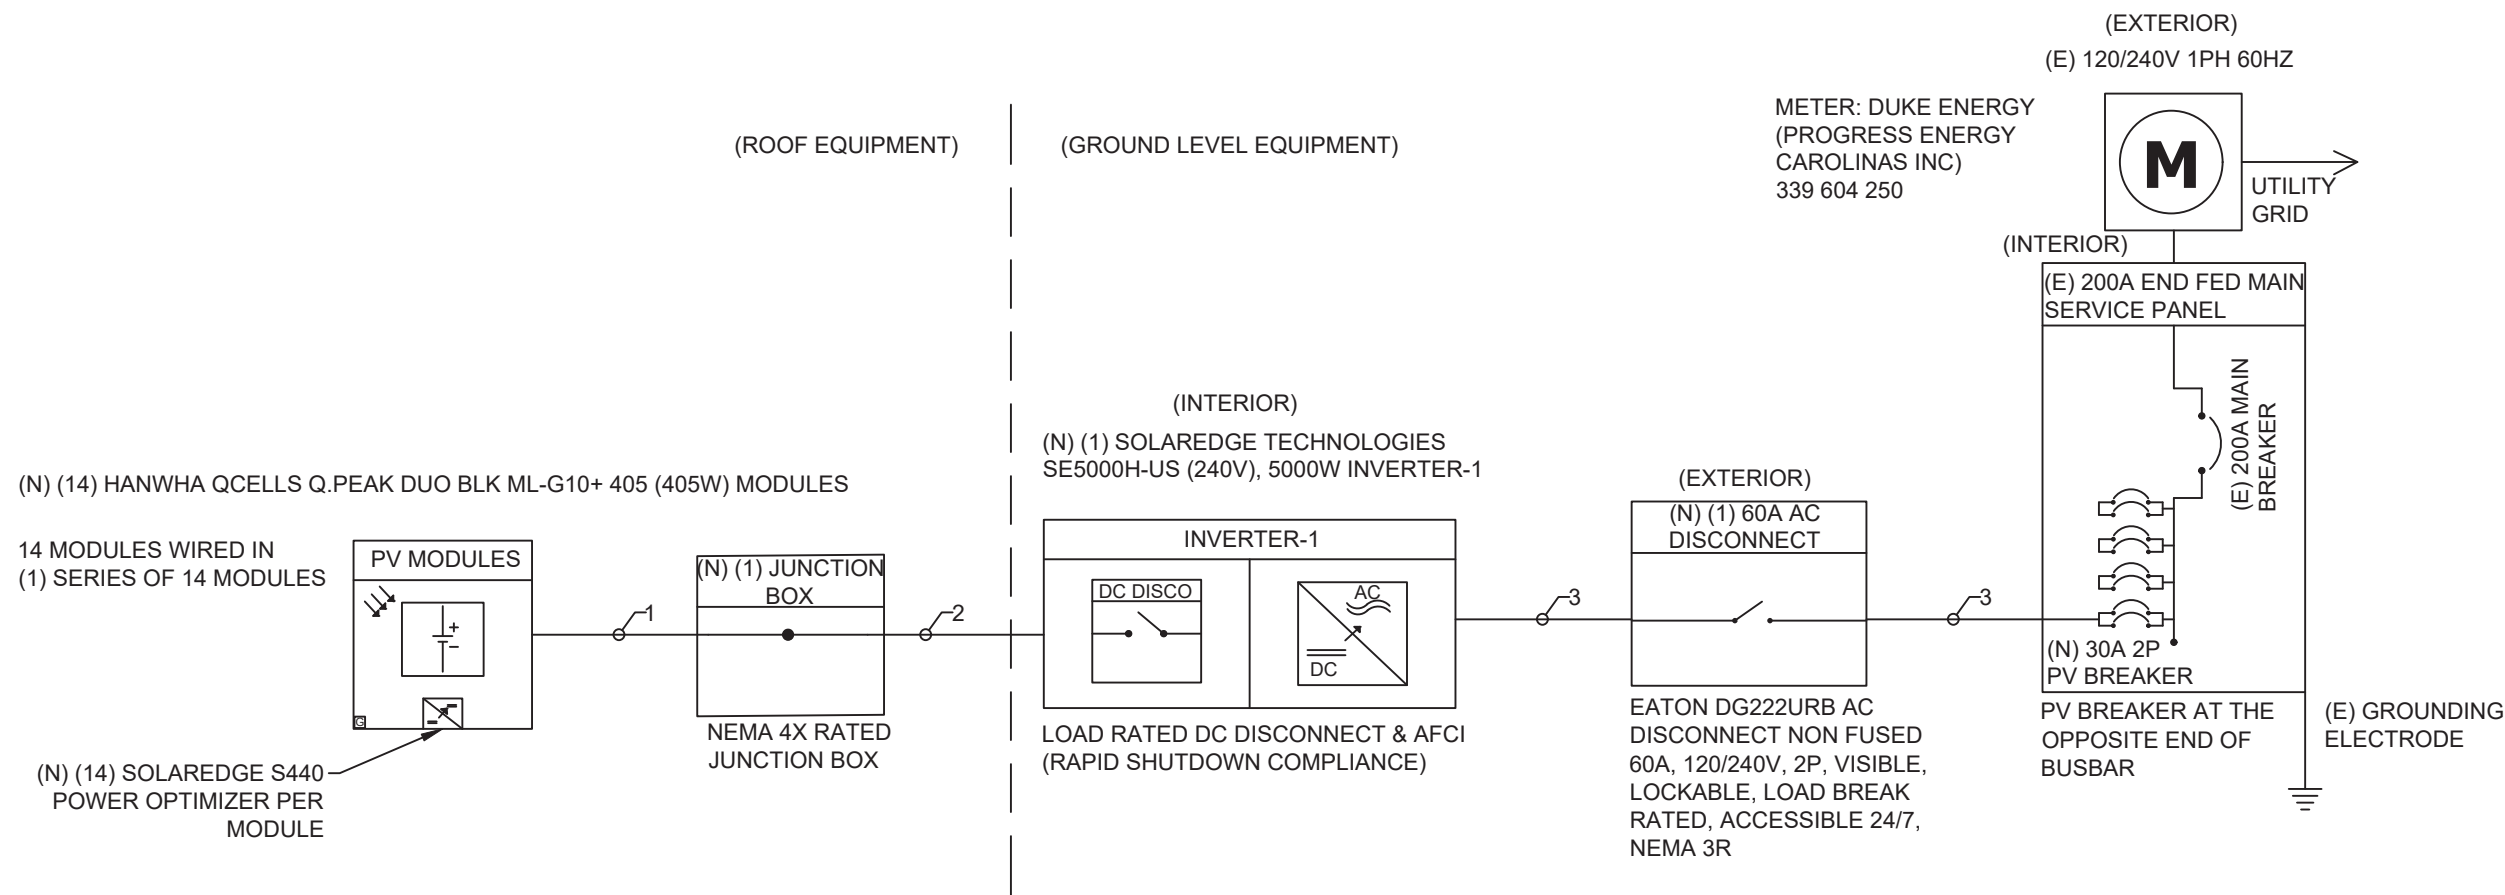 (EXTERIOR)
(E) 120/240V 1PH 60HZ
METER: DUKE ENERGY
(PROGRESS ENERGY
CAROLINAS INC)
339 604 250
M
UTILITY
GRID
(ROOF EQUIPMENT)
(GROUND LEVEL EQUIPMENT)
(INTERIOR)
(E) 200A END FED MAIN
SERVICE PANEL
(E) 200A MAIN
BREAKER
(N) 30A 2P
PV BREAKER
PV BREAKER AT THE
OPPOSITE END OF
BUSBAR
(E) GROUNDING
ELECTRODE
(N) (14) HANWHA QCELLS Q.PEAK DUO BLK ML-G10+ 405 (405W) MODULES
14 MODULES WIRED IN
(1) SERIES OF 14 MODULES
PV MODULES
+
−
G
(N) (14) SOLAREDGE S440
POWER OPTIMIZER PER
MODULE
1
(N) (1) JUNCTION
BOX
NEMA 4X RATED
JUNCTION BOX
2
(INTERIOR)
(N) (1) SOLAREDGE TECHNOLOGIES
SE5000H-US (240V), 5000W INVERTER-1
INVERTER-1
DC DISCO
AC
DC
LOAD RATED DC DISCONNECT & AFCI
(RAPID SHUTDOWN COMPLIANCE)
3
(EXTERIOR)
(N) (1) 60A AC
DISCONNECT
EATON DG222URB AC
DISCONNECT NON FUSED
60A, 120/240V, 2P, VISIBLE,
LOCKABLE, LOAD BREAK
RATED, ACCESSIBLE 24/7,
NEMA 3R
3